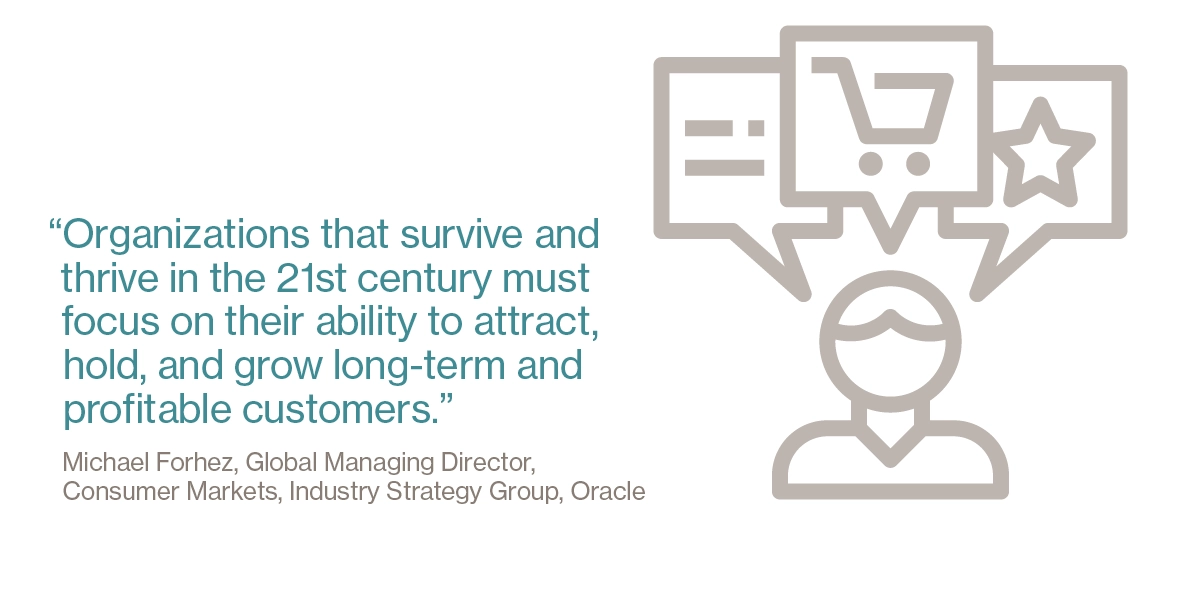 “Organizations that survive and
thrive in the 21st century must
focus on their ability to attract,
hold, and grow long-term and
profitable customers.”
Michael Forhez, Global Managing Director,
Consumer Markets, Industry Strategy Group, Oracle